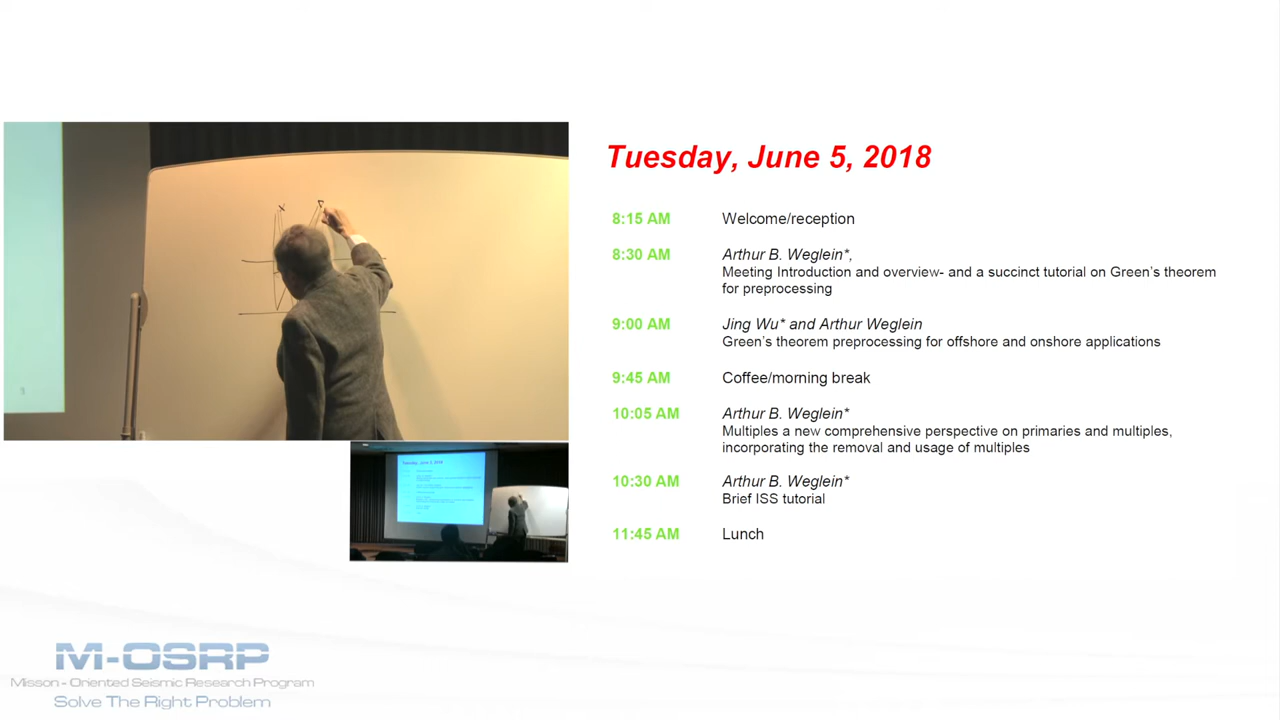 Tuesday, June 5, 2018
8:15 AM Welcome/reception
8:30 AM Arthur B. Weglein*,
Meeting Introduction and overview- and a succinct tutorial on Green's theorem
for preprocessing
9:00 AM Jing Wu* and Arthur Weglein
Green's theorem preprocessing for offshore and onshore applications
9:45 AM Coffee/morning break
10:05 AM Arthur B. Weglein*
Multiples a new comprehensive perspective on primaries and multiples,
incorporating the removal and usage of multiples
10:30 AM Arthur B. Weglein*
Brief ISS tutorial
11:45 AM Lunch
Tuesday, June 5, 2018
M-OSRP
Misson - Oriented Seismic Research Program
Solve The Right Problem